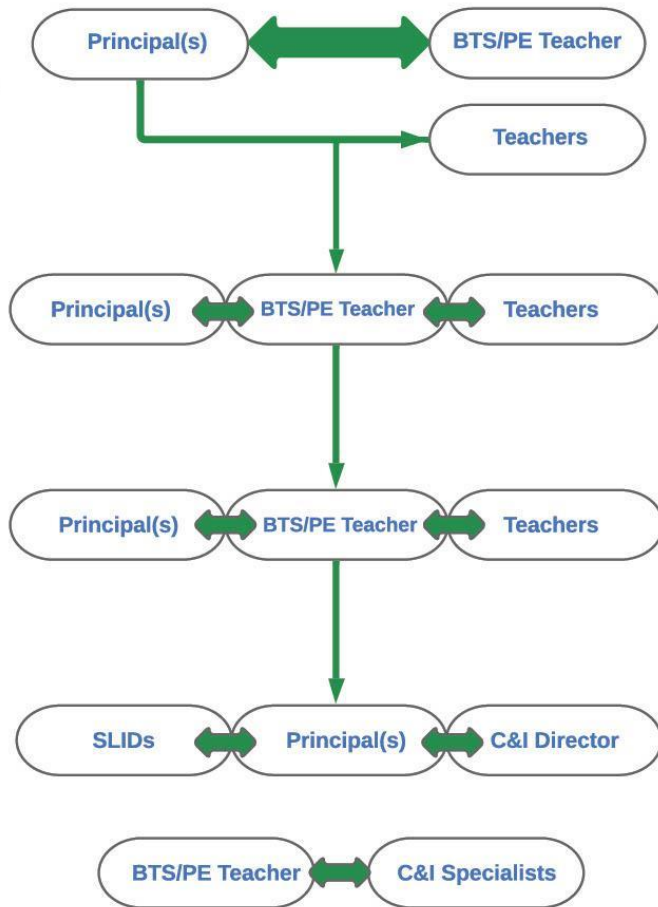 Principal(s)
BTS/PE Teacher
Teachers
Principal(s)
BTS/PE Teacher
Teachers
Principal(s)
BTS/PE Teacher
Teachers
SLIDs
Principal(s)
C&I Director
BTS/PE Teacher
C&I Specialists